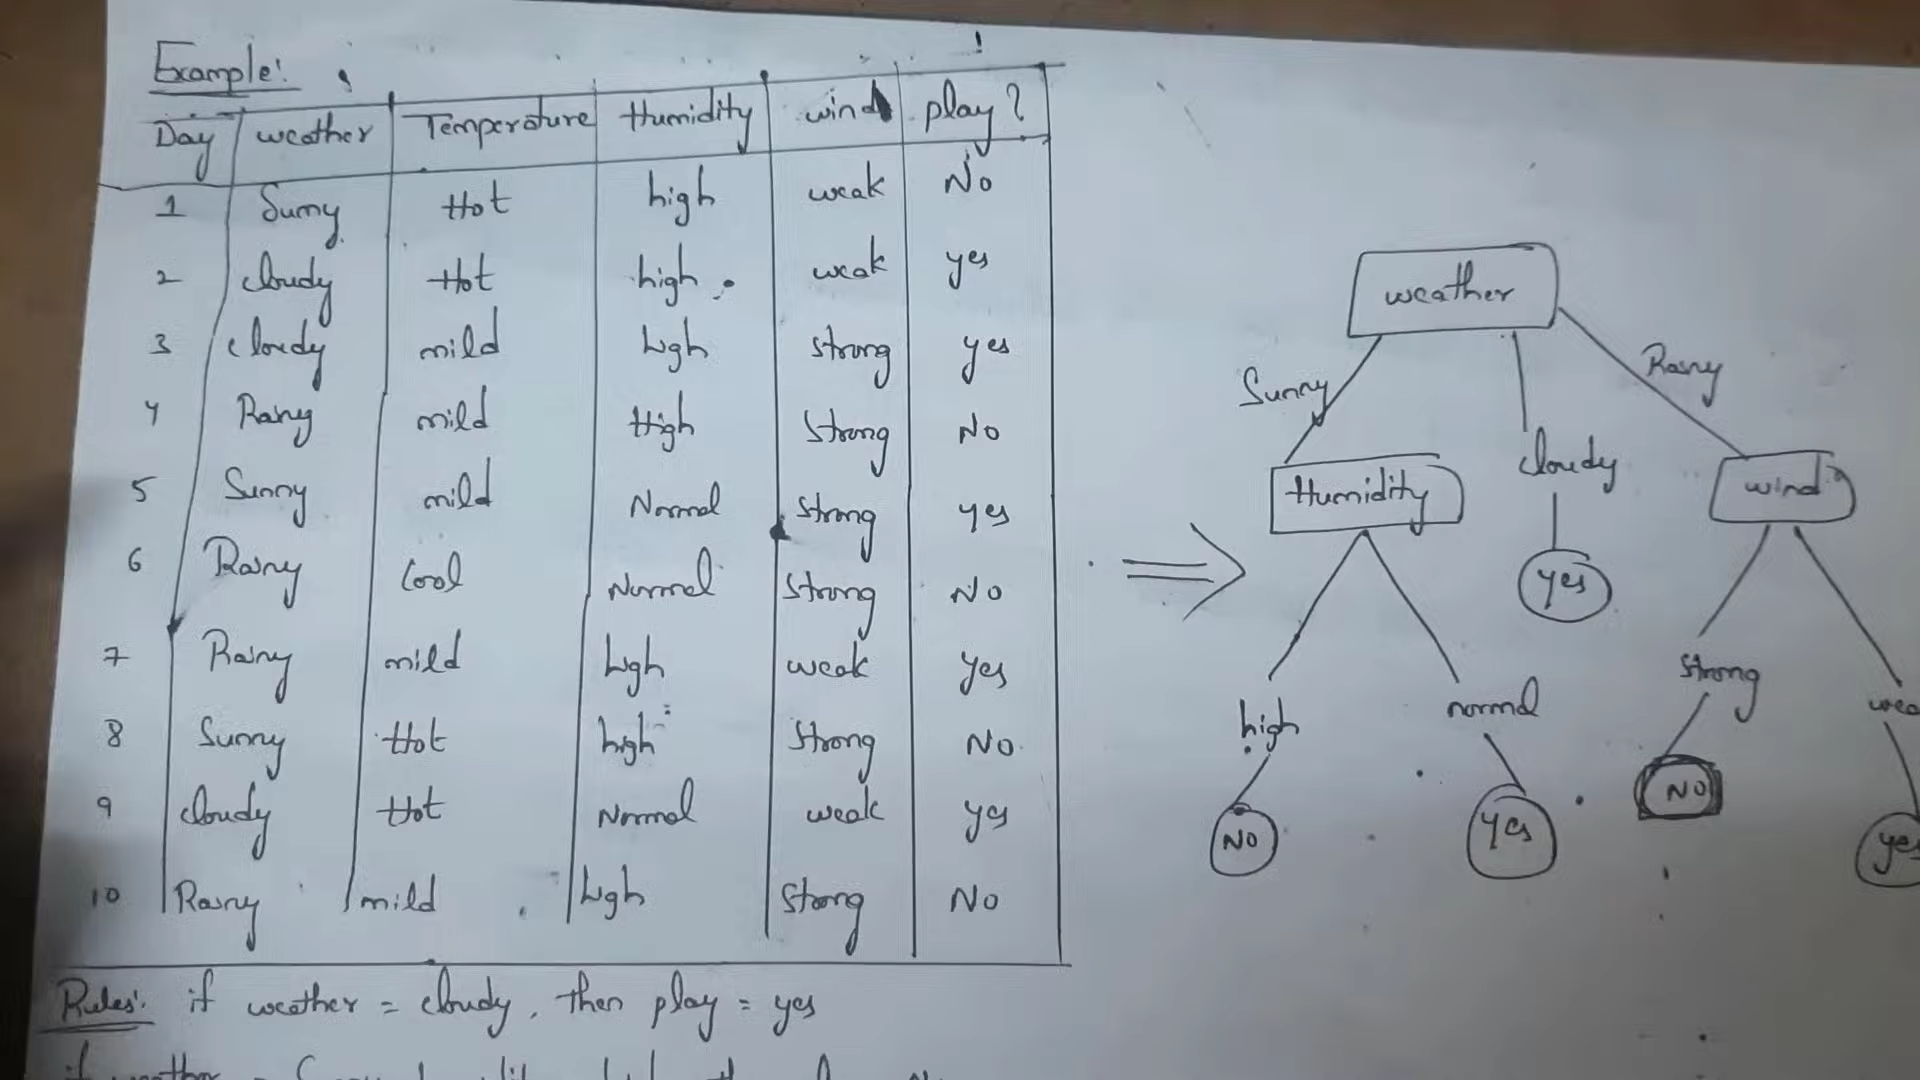 Example:
Day weather Temperature Humidity wind play?
1 Sunny Hot high weak No
2 cloudy Hot high weak yes
3 cloudy mild high strong yes
4 Rainy mild High Strong No
5 Sunny mild Normal Strong yes
6 Rainy Cool Normal Strong No
7 Rainy mild high weak yes
8 Sunny Hot high Strong No
9 cloudy Hot Normal weak yes
10 Rainy mild high Strong No
Rules: if weather = cloudy, then play = yes
weather
Sunny
cloudy
Rainy
Humidity
yes
wind
high
normal
Strong
No
yes
No
yes